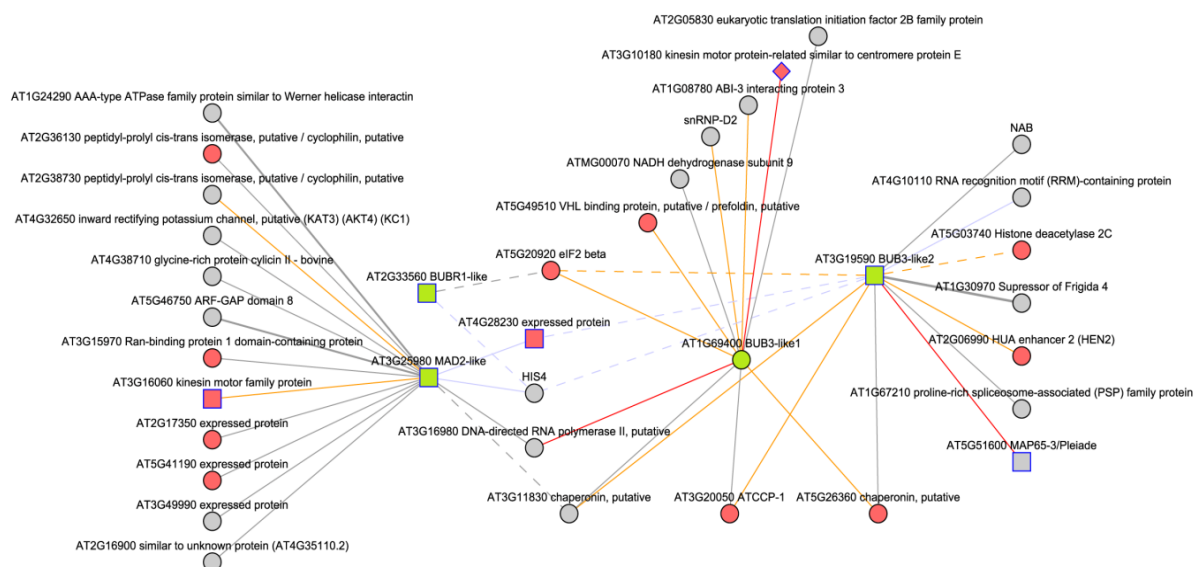 AT2G05830 eukaryotic translation initiation factor 2B family protein
AT3G10180 kinesin motor protein-related similar to centromere protein E
AT1G08780 ABI-3 interacting protein 3
snRNP-D2
ATMG00070 NADH dehydrogenase subunit 9
AT5G49510 VHL binding protein, putative / prefoldin, putative
AT5G20920 eIF2 beta
AT1G24290 AAA-type ATPase family protein similar to Werner helicase interactin
AT2G36130 peptidyl-prolyl cis-trans isomerase, putative / cyclophilin, putative
AT2G38730 peptidyl-prolyl cis-trans isomerase, putative / cyclophilin, putative
AT4G32650 inward rectifying potassium channel, putative (KAT3) (AKT4) (KC1)
AT4G38710 glycine-rich protein cylicin II - bovine
AT5G46750 ARF-GAP domain 8
AT3G15970 Ran-binding protein 1 domain-containing protein
AT3G16060 kinesin motor family protein
AT2G17350 expressed protein
AT5G41190 expressed protein
AT3G49990 expressed protein
AT2G16900 similar to unknown protein (AT4G35110.2)
AT2G33560 BUBR1-like
AT4G28230 expressed protein
AT3G25980 MAD2-like
HIS4
AT3G16980 DNA-directed RNA polymerase II, putative
AT1G69400 BUB3-like1
AT3G11830 chaperonin, putative
AT3G20050 ATCCP-1
AT5G26360 chaperonin, putative
NAB
AT4G10110 RNA recognition motif (RRM)-containing protein
AT5G03740 Histone deacetylase 2C
AT3G19590 BUB3-like2
AT1G30970 Supressor of Frigida 4
AT2G06990 HUA enhancer 2 (HEN2)
AT1G67210 proline-rich spliceosome-associated (PSP) family protein
AT5G51600 MAP65-3/Pleiade